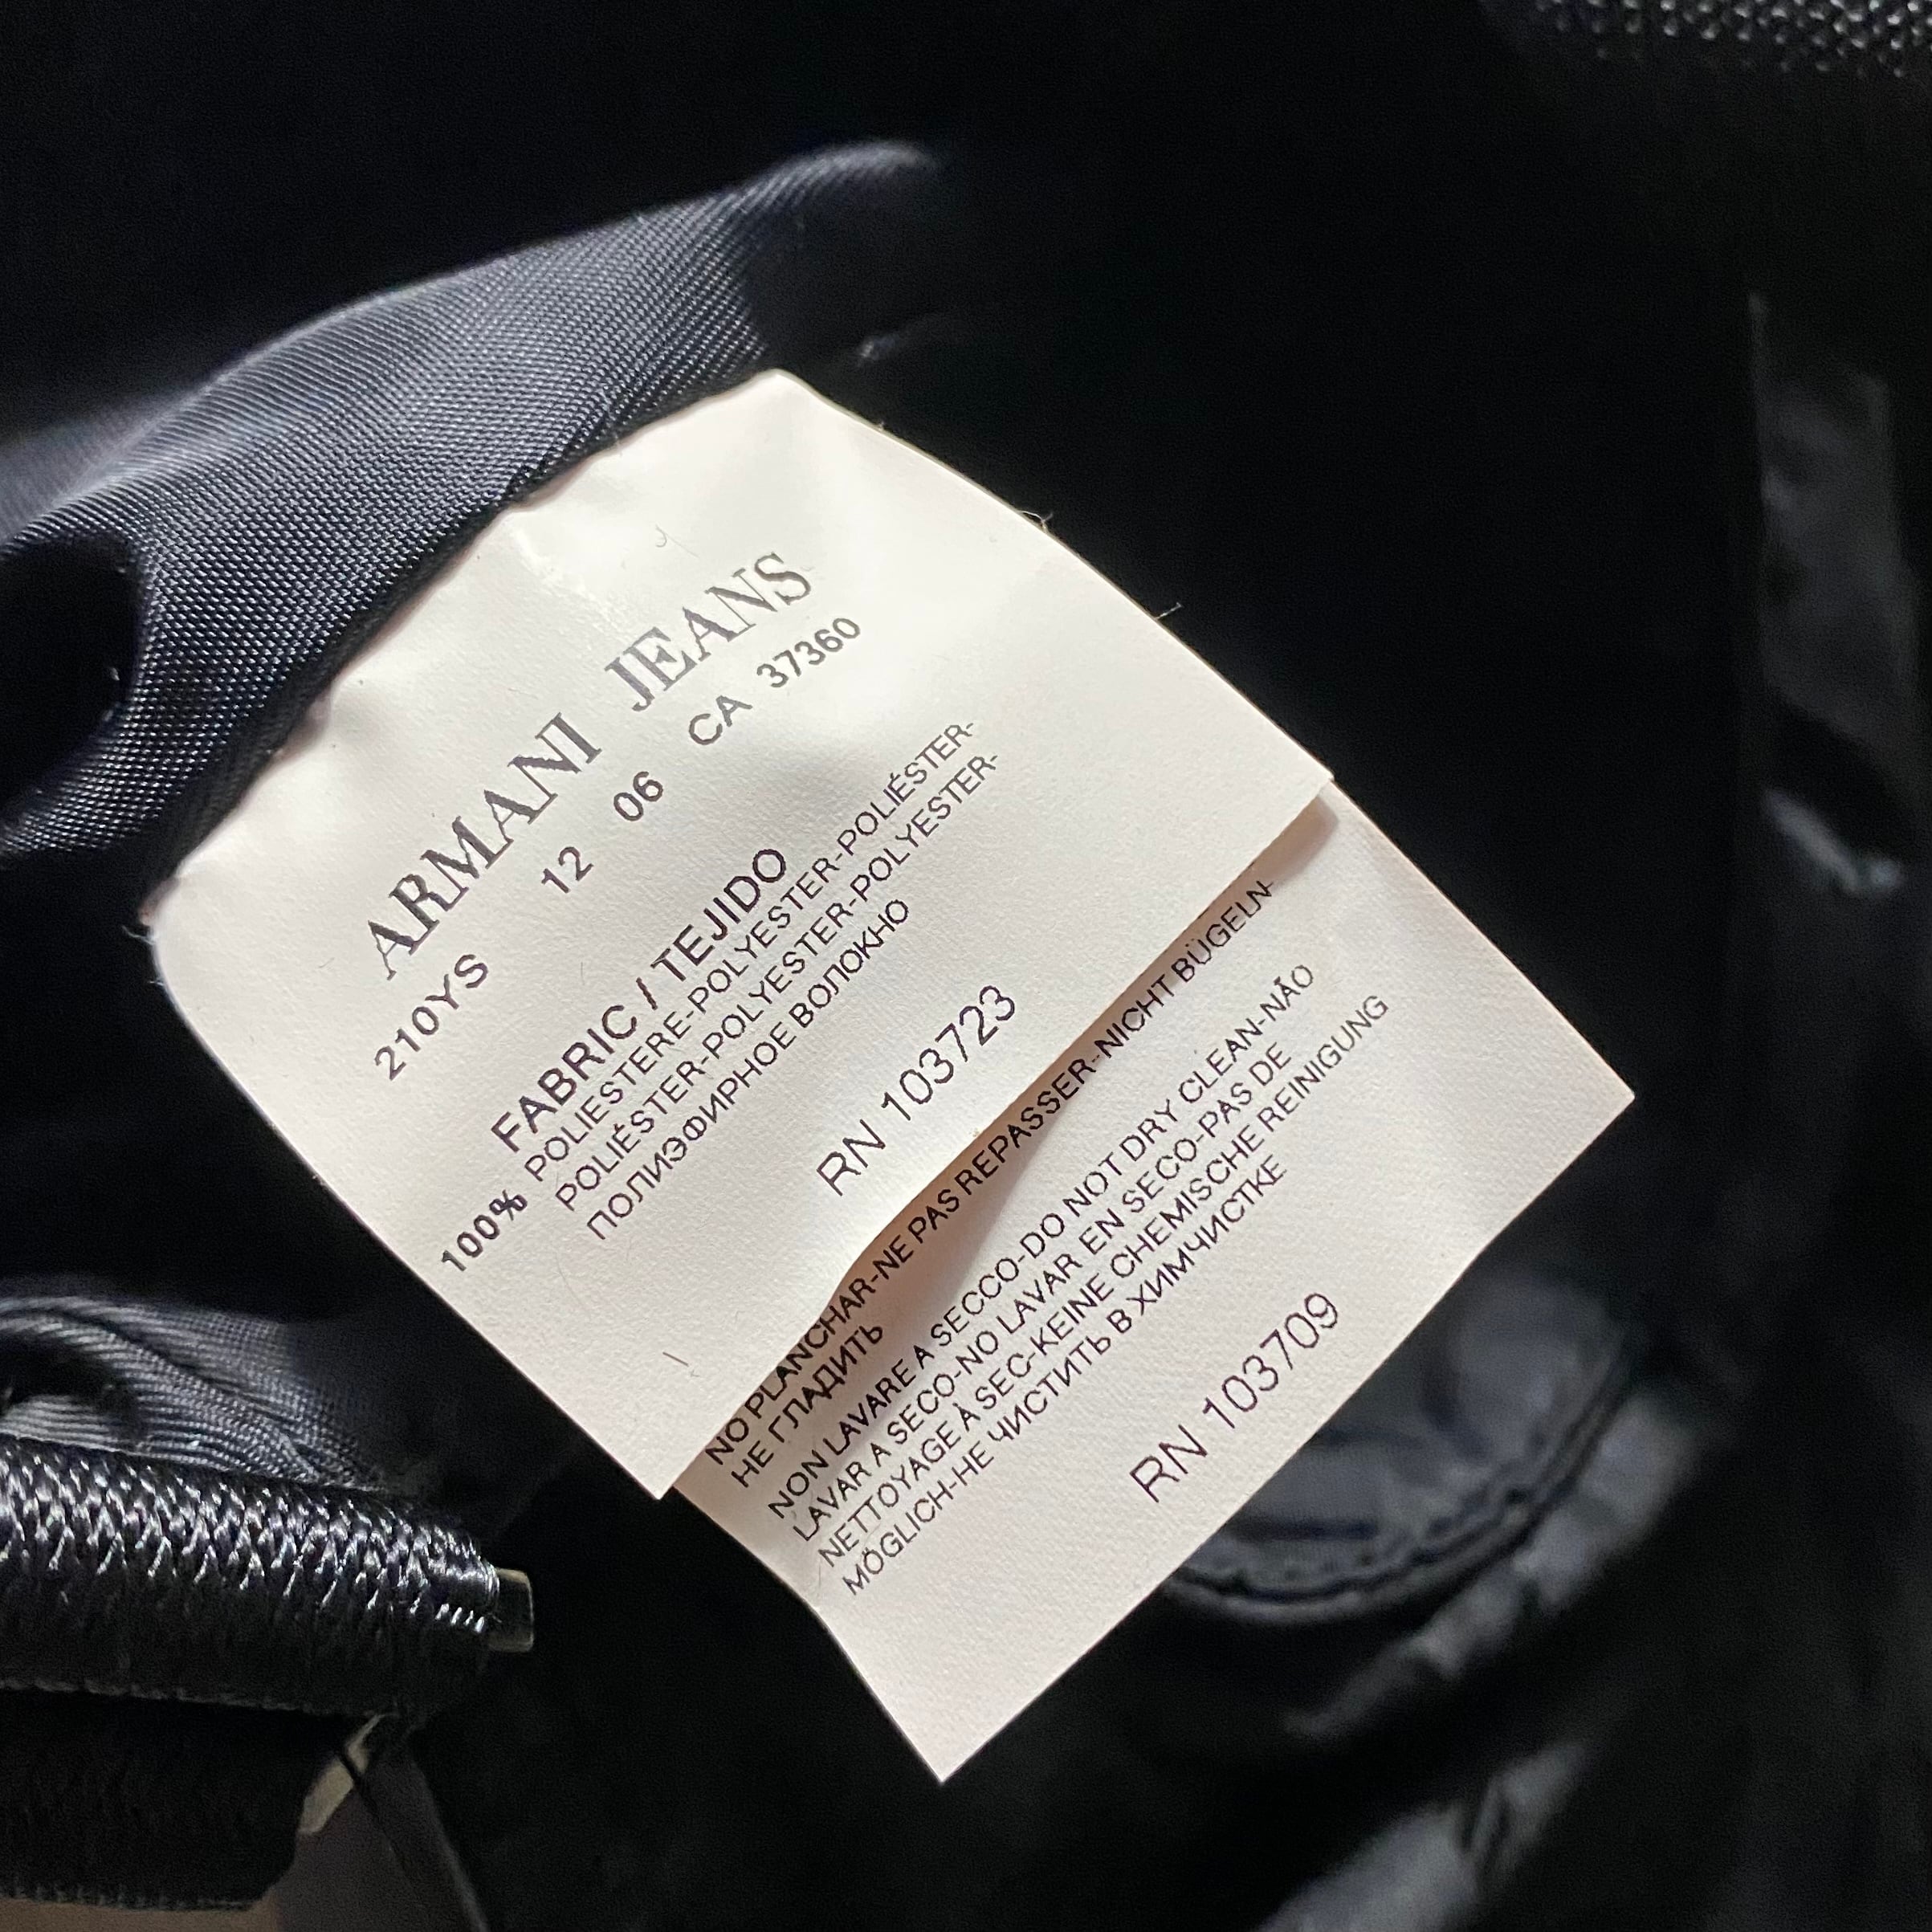 ARMANI JEANS
210YS 12 06 CA 37360
FABRIC / TEJIDO
100% POLIESTERE-POLYESTER-POLIÉSTER-
POLIÉSTER-POLYESTER-POLYESTER-
ПОЛИЭФИРНОЕ ВОЛОКНО
RN 103723
NO PLANCHAR-NE PAS REPASSER-NICHT BÜGELN-
НЕ ГЛАДИТЬ
NON LAVARE A SECCO-DO NOT DRY CLEAN-NÃO
LAVAR A SECO-NO LAVAR EN SECO-PAS DE
NETTOYAGE À SEC-KEINE CHEMISCHE REINIGUNG
MÖGLICH-НЕ ЧИСТИТЬ В ХИМЧИСТКЕ
RN 103709